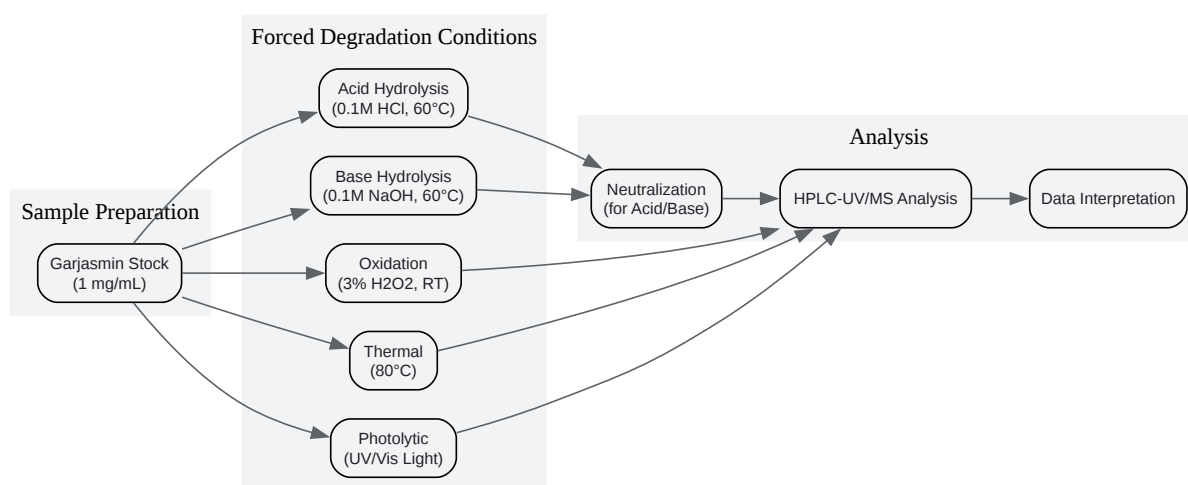 Sample Preparation
Garjasmin Stock
(1 mg/mL)
Forced Degradation Conditions
Acid Hydrolysis
(0.1M HCl, 60°C)
Base Hydrolysis
(0.1M NaOH, 60°C)
Oxidation
(3% H2O2, RT)
Thermal
(80°C)
Photolytic
(UV/Vis Light)
Analysis
Neutralization
(for Acid/Base)
HPLC-UV/MS Analysis
Data Interpretation